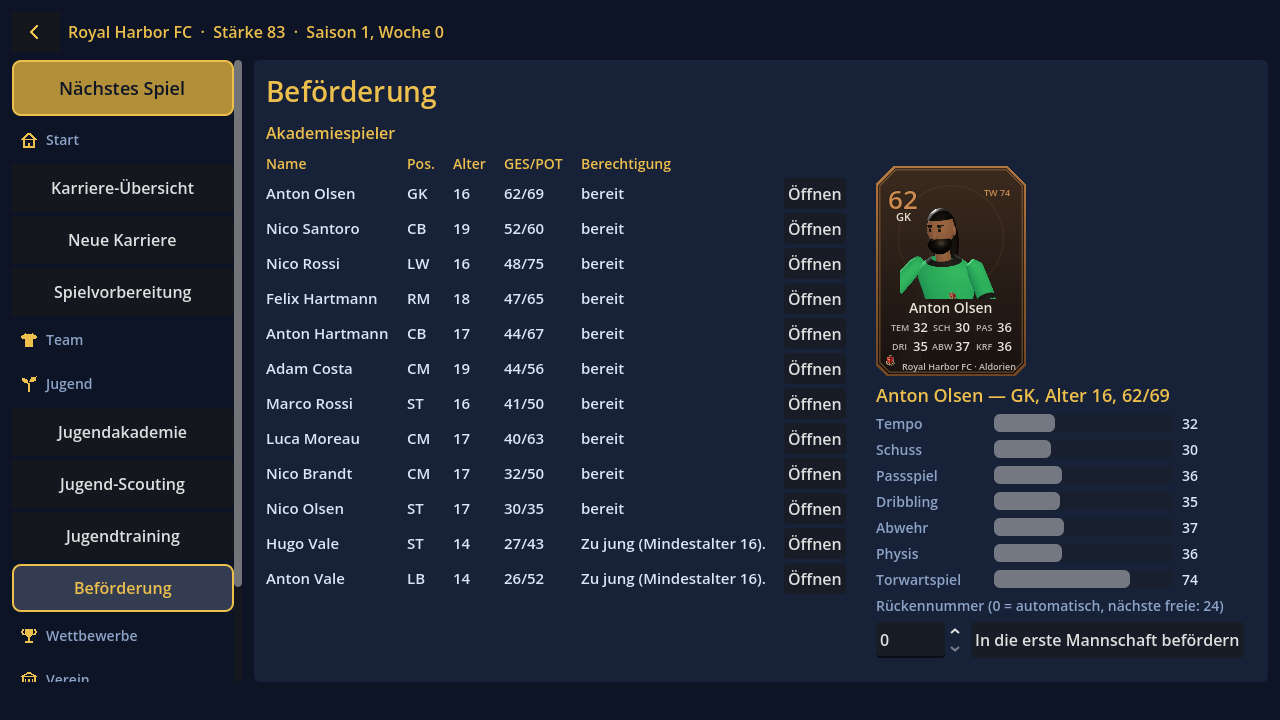 Royal Harbor FC · Stärke 83 · Saison 1, Woche 0
Nächstes Spiel
Start
Karriere-Übersicht
Neue Karriere
Spielvorbereitung
Team
Jugend
Jugendakademie
Jugend-Scouting
Jugendtraining
Beförderung
Wettbewerbe
Verein
Beförderung
Akademiespieler
Name Pos. Alter GES/POT Berechtigung
Anton Olsen GK 16 62/69 bereit Öffnen
Nico Santoro CB 19 52/60 bereit Öffnen
Nico Rossi LW 16 48/75 bereit Öffnen
Felix Hartmann RM 18 47/65 bereit Öffnen
Anton Hartmann CB 17 44/67 bereit Öffnen
Adam Costa CM 19 44/56 bereit Öffnen
Marco Rossi ST 16 41/50 bereit Öffnen
Luca Moreau CM 17 40/63 bereit Öffnen
Nico Brandt CM 17 32/50 bereit Öffnen
Nico Olsen ST 17 30/35 bereit Öffnen
Hugo Vale ST 14 27/43 Zu jung (Mindestalter 16). Öffnen
Anton Vale LB 14 26/52 Zu jung (Mindestalter 16). Öffnen
62 TW 74
GK
Anton Olsen
TEM 32 SCH 30 PAS 36
DRI 35 ABW 37 KRF 36
Royal Harbor FC · Aldorien
Anton Olsen — GK, Alter 16, 62/69
Tempo 32
Schuss 30
Passspiel 36
Dribbling 35
Abwehr 37
Physis 36
Torwartspiel 74
Rückennummer (0 = automatisch, nächste freie: 24)
0 In die erste Mannschaft befördern